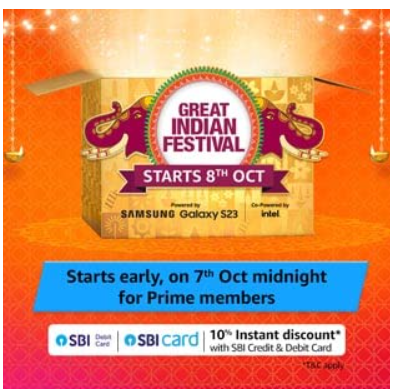 GREAT
INDIAN
FESTIVAL
STARTS 8TH OCT
Powered by
SAMSUNG Galaxy S23
Co-Powered by
intel
Starts early, on 7th Oct midnight
for Prime members
SBI Debit Card
SBI card
10% Instant discount*
with SBI Credit & Debit Card
*T&C apply